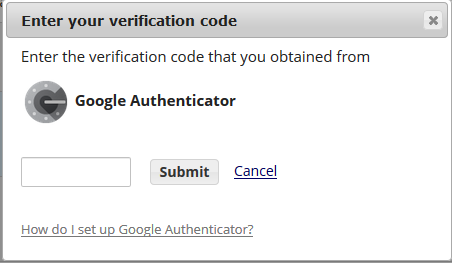 Enter your verification code
Enter the verification code that you obtained from
Google Authenticator
Submit Cancel
How do I set up Google Authenticator?